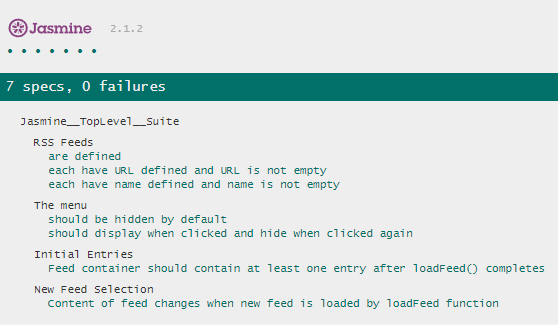 Jasmine 2.1.2
• • • • • • •
7 specs, 0 failures
Jasmine__TopLevel__Suite
RSS Feeds
are defined
each have URL defined and URL is not empty
each have name defined and name is not empty
The menu
should be hidden by default
should display when clicked and hide when clicked again
Initial Entries
Feed container should contain at least one entry after loadFeed() completes
New Feed Selection
Content of feed changes when new feed is loaded by loadFeed function